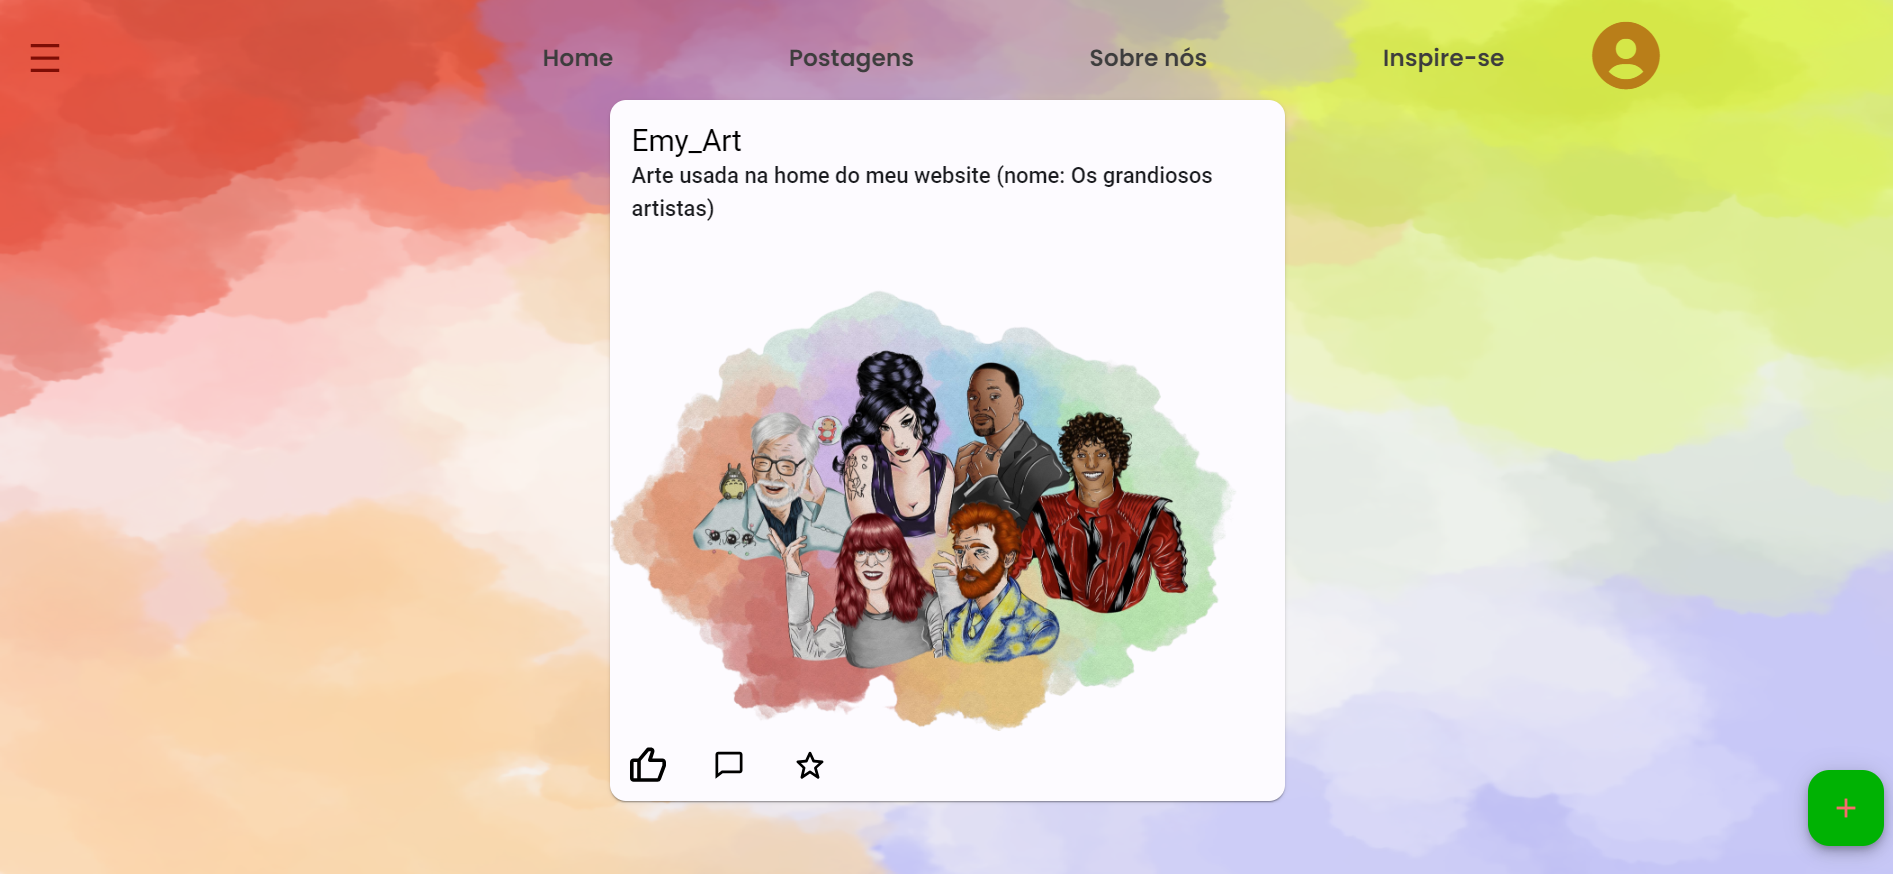 Home Postagens Sobre nós Inspire-se
Emy_Art
Arte usada na home do meu website (nome: Os grandiosos
artistas)